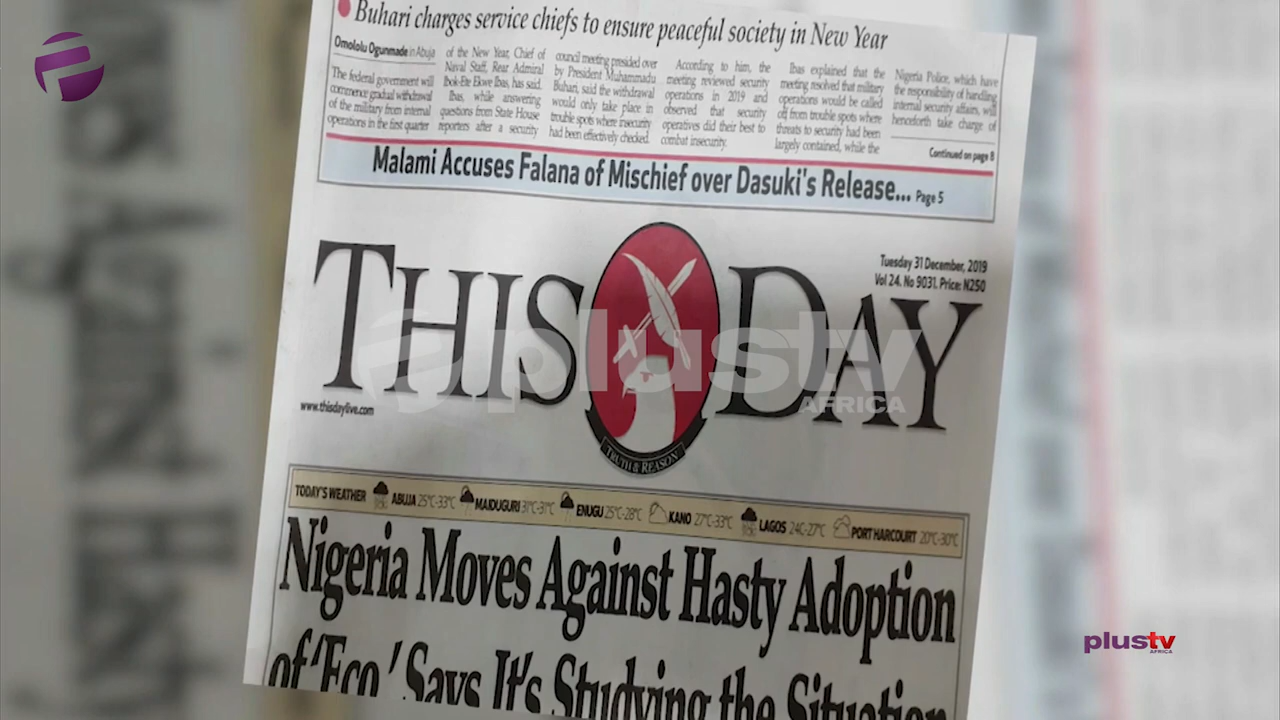 Buhari charges service chiefs to ensure peaceful society in New Year
Omololu Ogunmade in Abuja
The federal government will
commence gradual withdrawal
of the military from internal
operations in the first quarter
of the New Year, Chief of
Naval Staff, Rear Admiral
Ibok-Ete Ekwe Ibas, has said.
Ibas, while answering
questions from State House
reporters after a security
council meeting presided over
by President Muhammadu
Buhari, said the withdrawal
would only take place in
trouble spots where insecurity
had been effectively checked.
According to him, the
meeting reviewed security
operations in 2019 and
observed that security
operatives did their best to
combat insecurity.
Ibas explained that the
meeting resolved that military
operations would be called
off from trouble spots where
threats to security had been
largely contained, while the
Nigeria Police, which have
the responsibility of handling
internal security affairs, will
henceforth take charge of
Continued on page 8
Malami Accuses Falana of Mischief over Dasuki's Release... Page 5
THISDAY
Tuesday 31 December, 2019
Vol 24. No 9031. Price: N250
www.thisdaylive.com
TRUTH & REASON
plustv
AFRICA
TODAY'S WEATHER ABUJA 25°C-33°C MAIDUGURI 31°C-31°C ENUGU 25°C-28°C KANO 27°C-33°C LAGOS 24C-27°C PORT HARCOURT 20°C-30°C
Nigeria Moves Against Hasty Adoption
of 'Eco,' Says It's Studying the Situation
plustv
AFRICA